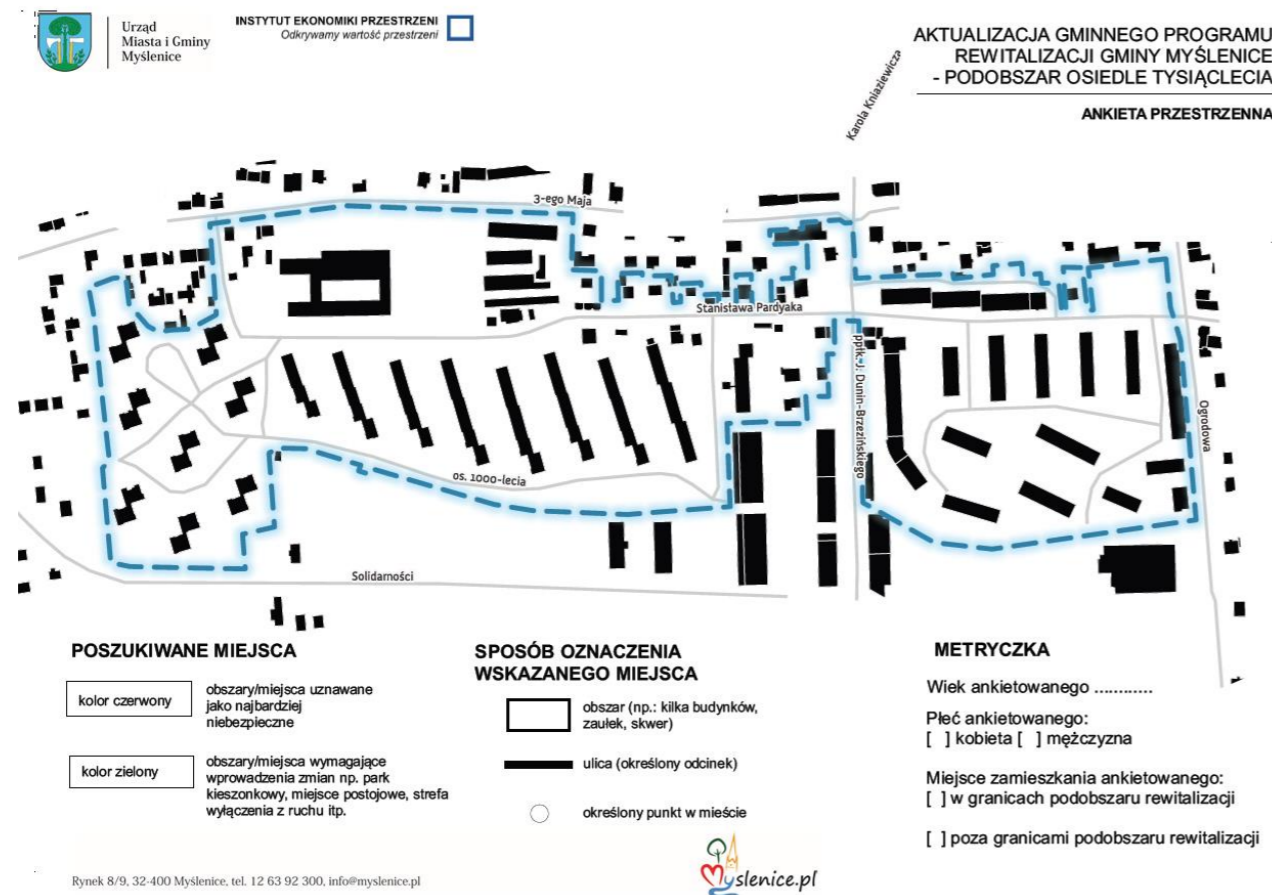 Urząd
Miasta i Gminy
Myślenice
INSTYTUT EKONOMIKI PRZESTRZENI
Odkrywamy wartość przestrzeni
AKTUALIZACJA GMINNEGO PROGRAMU
REWITALIZACJI GMINY MYŚLENICE
- PODOBSZAR OSIEDLE TYSIĄCLECIA
ANKIETA PRZESTRZENNA
Karola Kniaziewicza
3-ego Maja
Stanisława Pardyaka
ppłk. J. Dunin-Brzezińskiego
Ogrodowa
os. 1000-lecia
Solidarności
POSZUKIWANE MIEJSCA
kolor czerwony
obszary/miejsca uznawane
jako najbardziej
niebezpieczne
kolor zielony
obszary/miejsca wymagające
wprowadzenia zmian np. park
kieszonkowy, miejsce postojowe, strefa
wyłączenia z ruchu itp.
SPOSÓB OZNACZENIA
WSKAZANEGO MIEJSCA
obszar (np.: kilka budynków,
zaułek, skwer)
ulica (określony odcinek)
określony punkt w mieście
METRYCZKA
Wiek ankietowanego ............
Płeć ankietowanego:
[ ] kobieta [ ] mężczyzna
Miejsce zamieszkania ankietowanego:
[ ] w granicach podobszaru rewitalizacji
[ ] poza granicami podobszaru rewitalizacji
Rynek 8/9, 32-400 Myślenice, tel. 12 63 92 300, info@myslenice.pl
Myslenice.pl